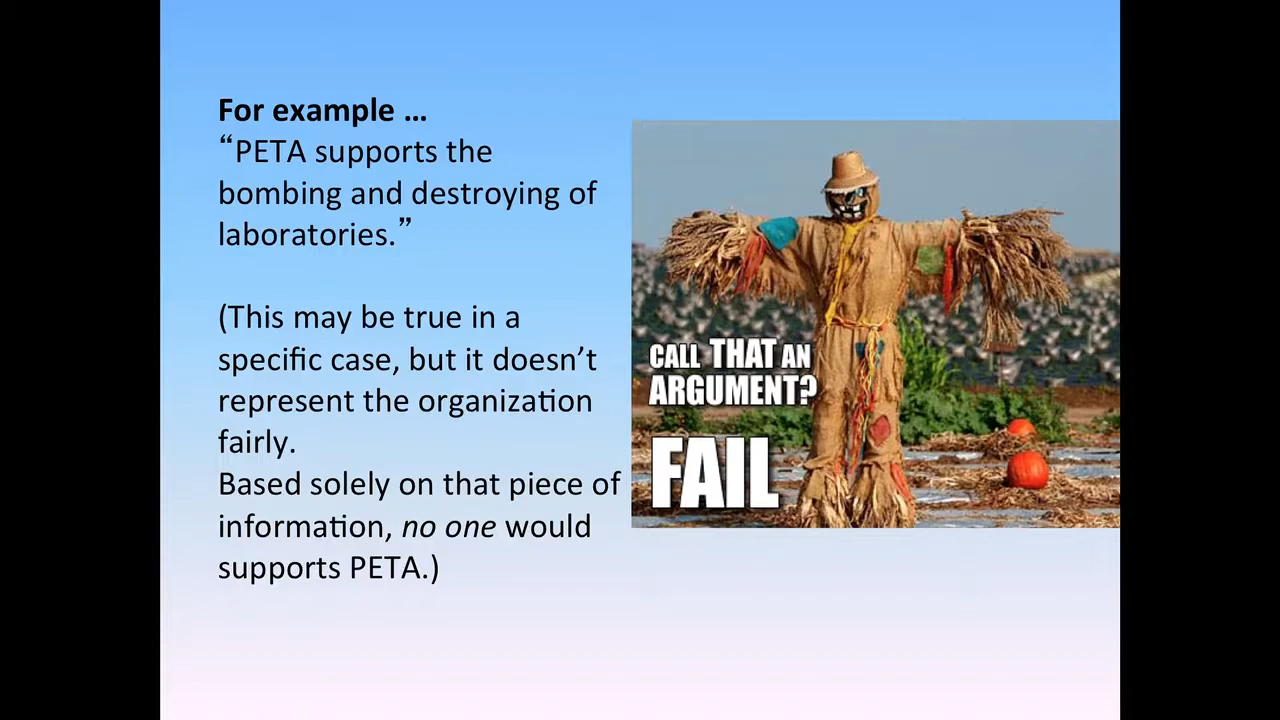 For example …
“PETA supports the
bombing and destroying of
laboratories.”
(This may be true in a
specific case, but it doesn’t
represent the organization
fairly.
Based solely on that piece of
information, no one would
supports PETA.)
CALL THAT AN
ARGUMENT?
FAIL